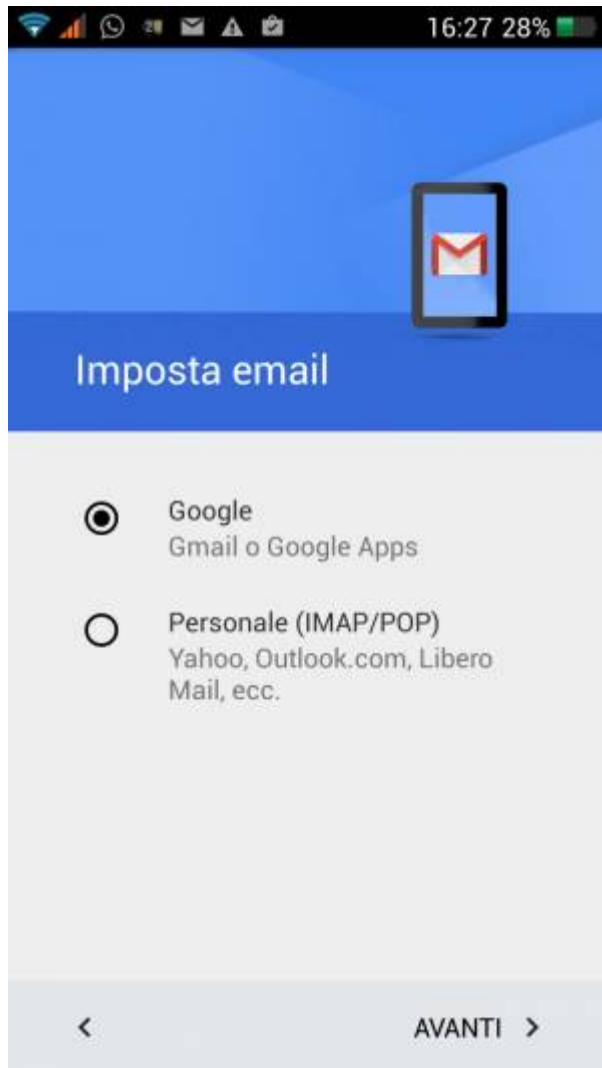 16:27 28%
Imposta email
Google
Gmail o Google Apps
Personale (IMAP/POP)
Yahoo, Outlook.com, Libero
Mail, ecc.
AVANTI